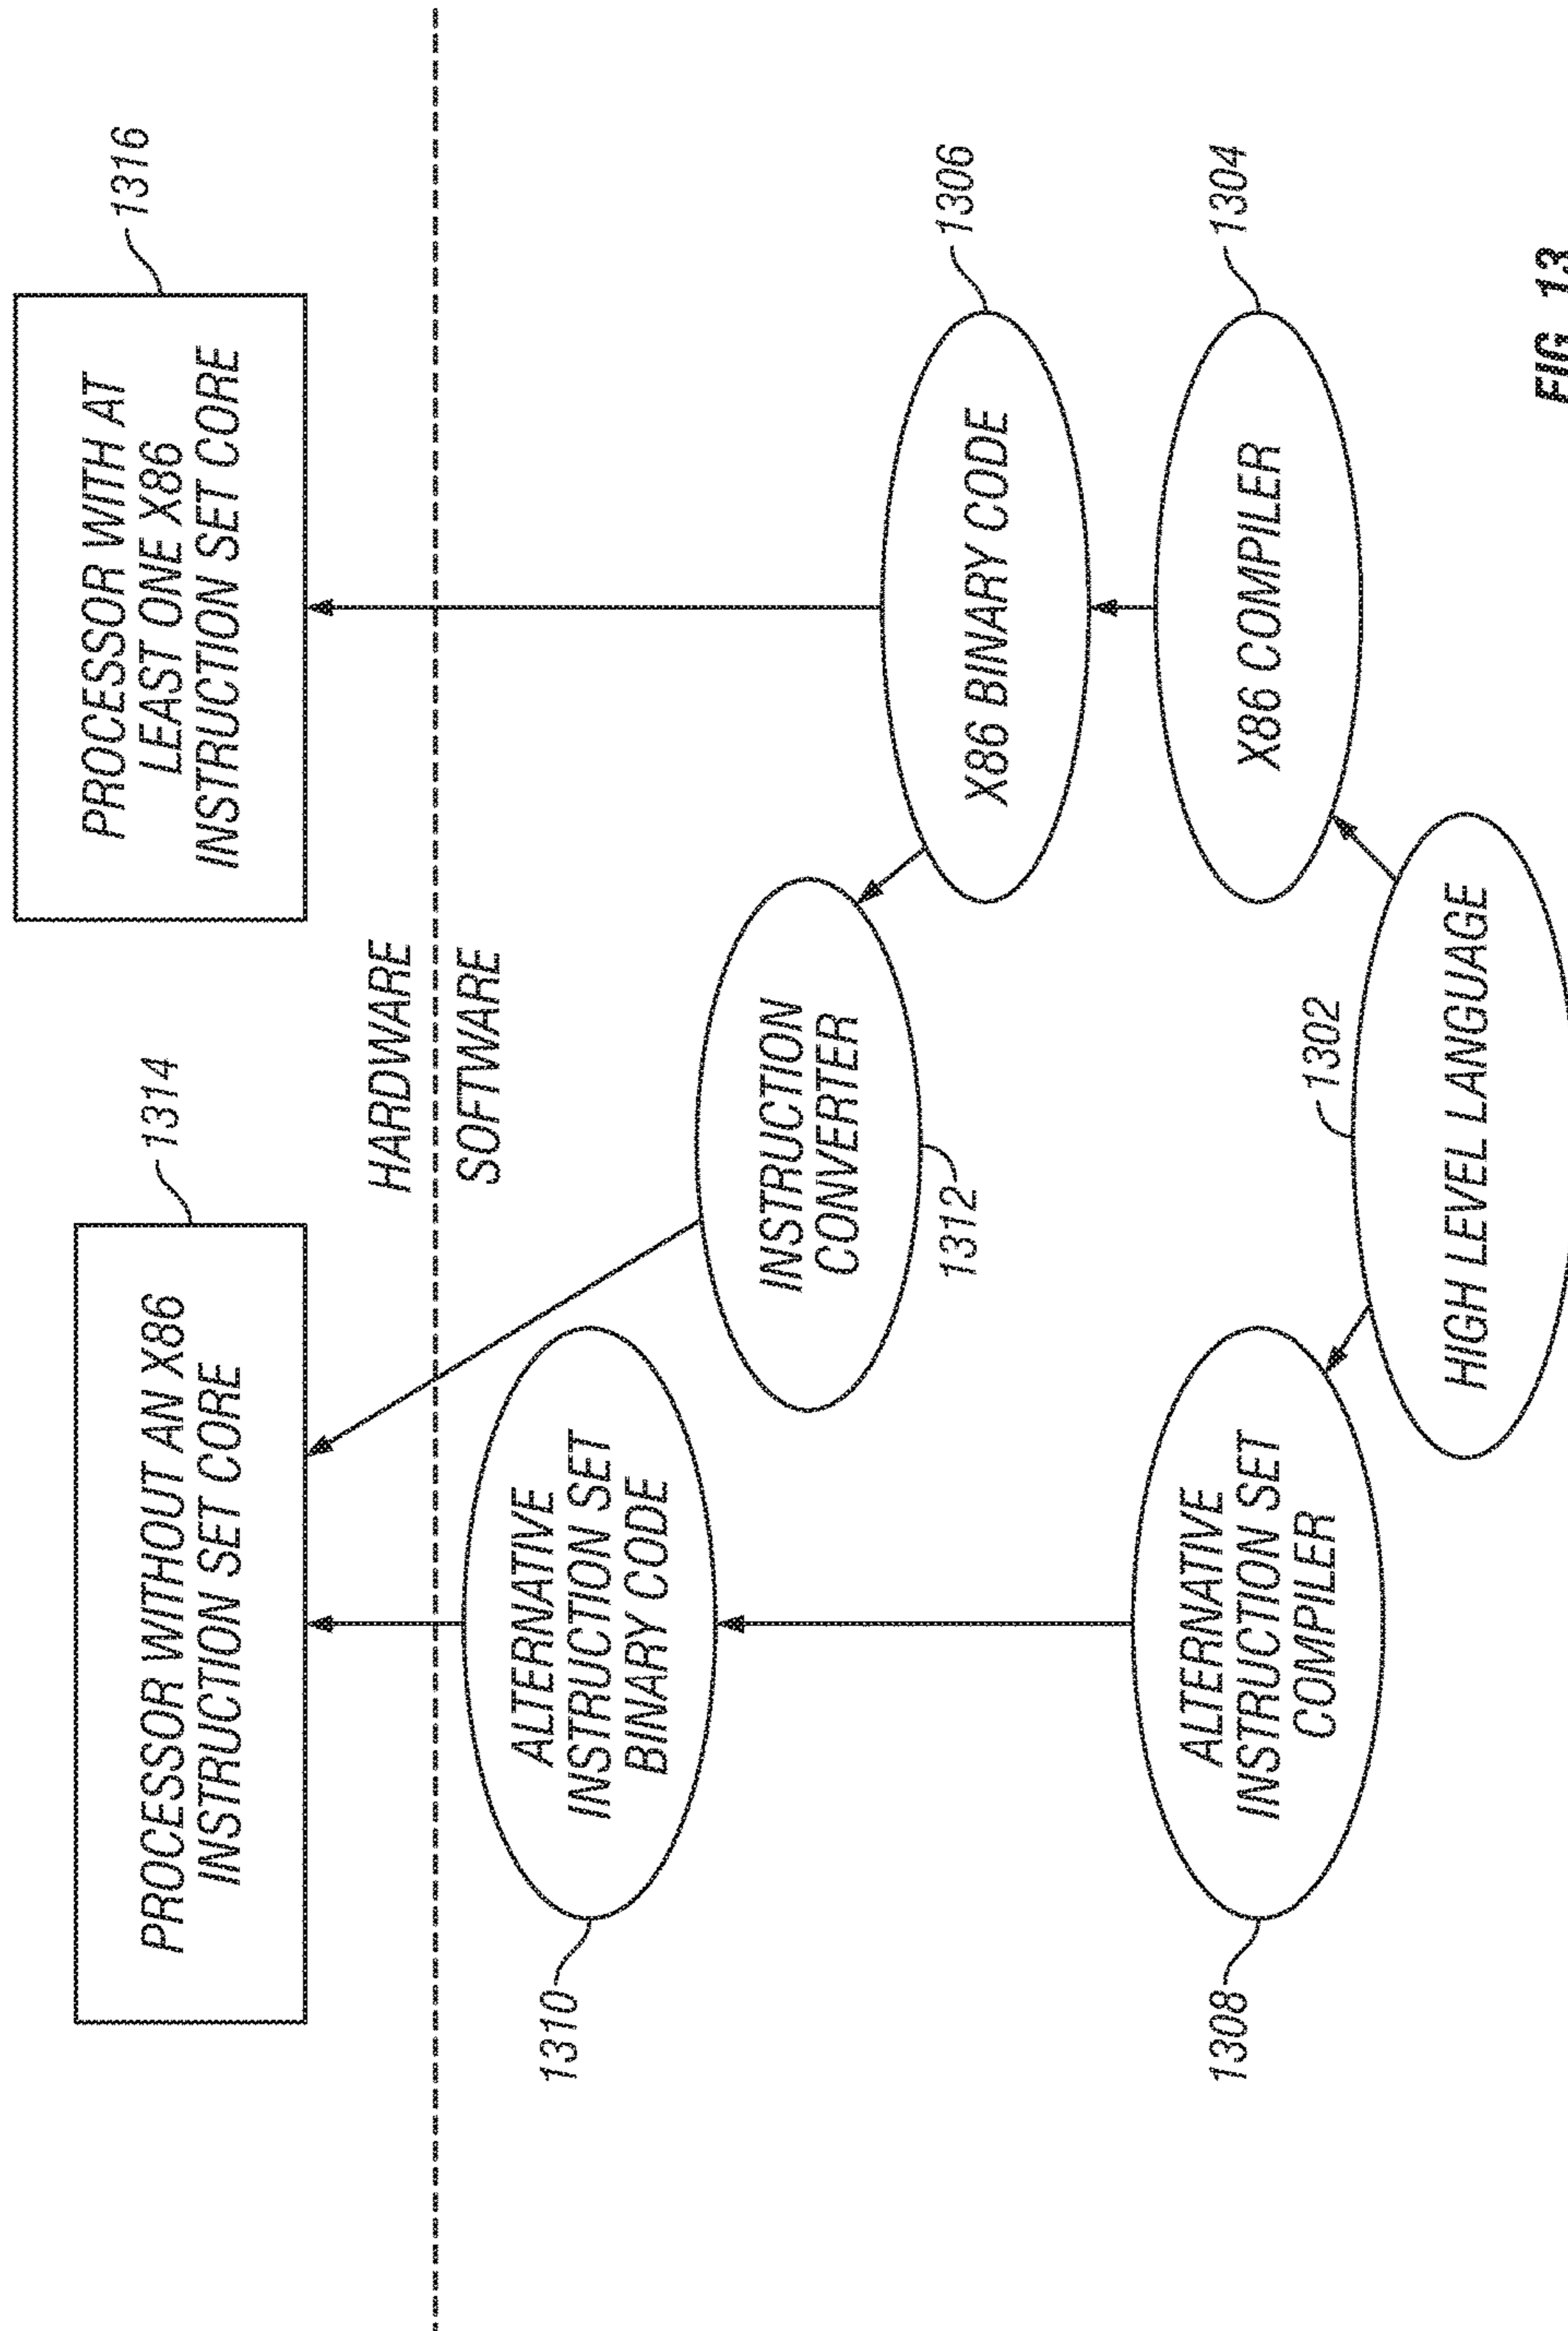 PROCESSOR WITHOUT AN X86
INSTRUCTION SET CORE
1314
PROCESSOR WITH AT
LEAST ONE X86
INSTRUCTION SET CORE
1316
HARDWARE
SOFTWARE
1310
ALTERNATIVE
INSTRUCTION SET
BINARY CODE
INSTRUCTION
CONVERTER
1312
X86 BINARY CODE
1306
1308
ALTERNATIVE
INSTRUCTION SET
COMPILER
X86 COMPILER
1304
1302
HIGH LEVEL LANGUAGE
FIG. 13